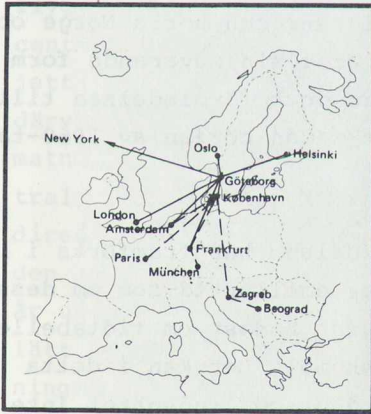 New York
Oslo
Helsinki
Göteborg
København
London
Amsterdam
Paris
Frankfurt
München
Zagreb
Beograd